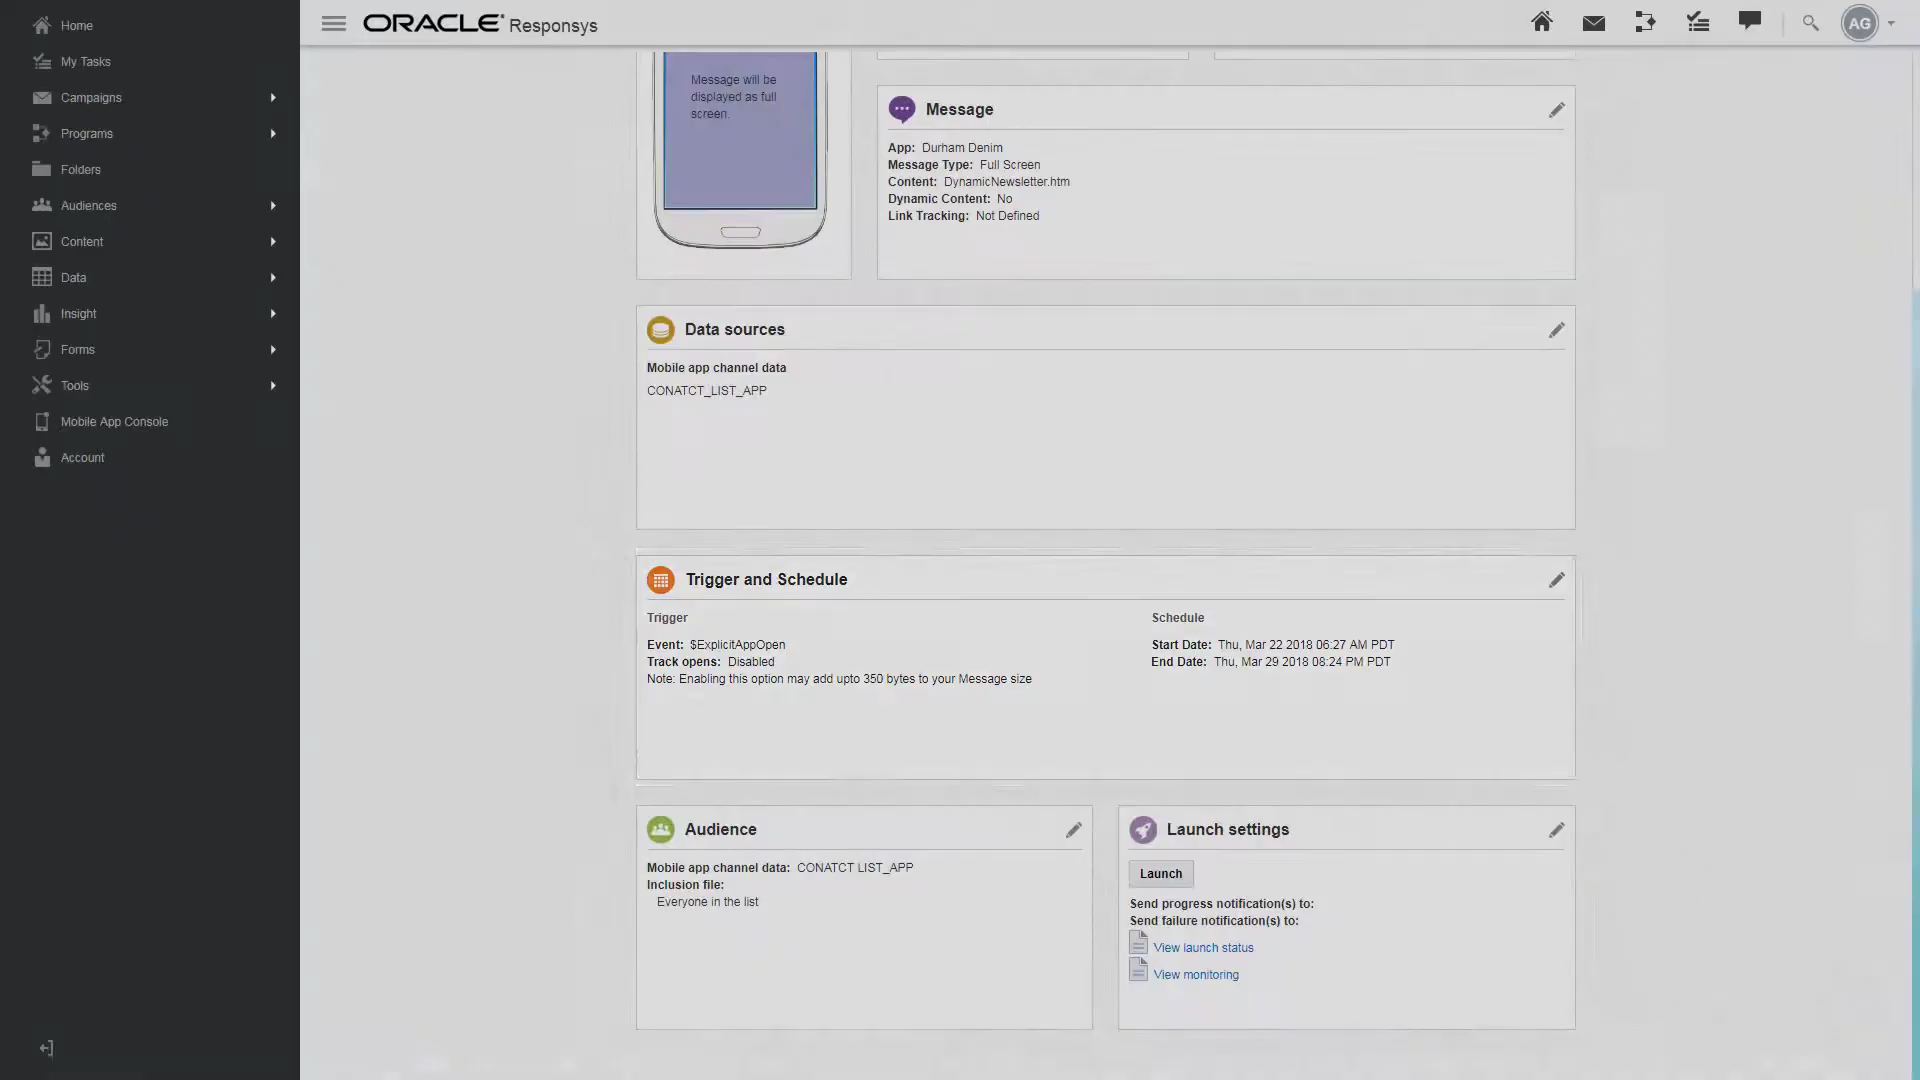 Home
My Tasks
Campaigns
Programs
Folders
Audiences
Content
Data
Insight
Forms
Tools
Mobile App Console
Account
ORACLE Responsys
AG
Message will be
displayed as full
screen.
Message
App: Durham Denim
Message Type: Full Screen
Content: DynamicNewsletter.htm
Dynamic Content: No
Link Tracking: Not Defined
Data sources
Mobile app channel data
CONATCT_LIST_APP
Trigger and Schedule
Trigger
Event: $ExplicitAppOpen
Track opens: Disabled
Note: Enabling this option may add upto 350 bytes to your Message size
Schedule
Start Date: Thu, Mar 22 2018 06:27 AM PDT
End Date: Thu, Mar 29 2018 08:24 PM PDT
Audience
Mobile app channel data: CONATCT LIST_APP
Inclusion file:
Everyone in the list
Launch settings
Launch
Send progress notification(s) to:
Send failure notification(s) to:
View launch status
View monitoring